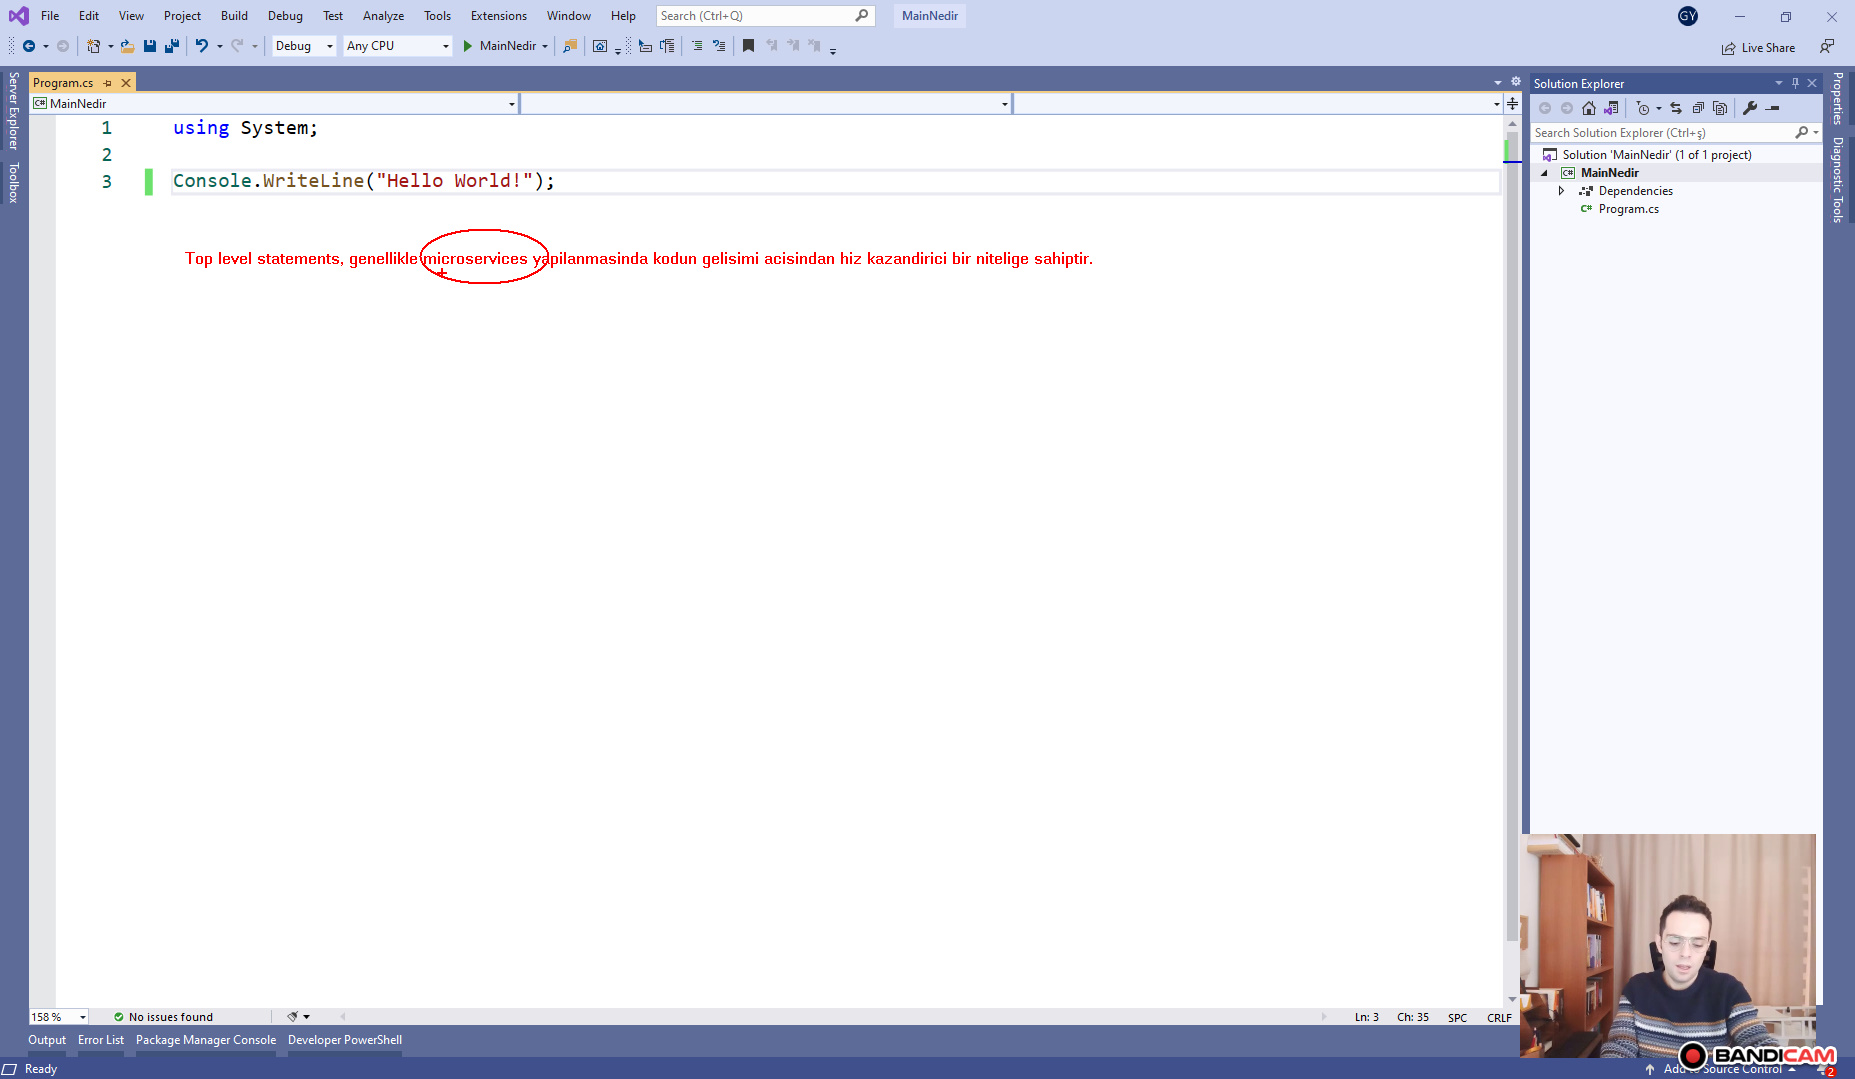 File Edit View Project Build Debug Test Analyze Tools Extensions Window Help Search (Ctrl+Q) MainNedir GY
Debug Any CPU MainNedir Live Share
Server Explorer
Toolbox
Program.cs
MainNedir
1 using System;
2
3 Console.WriteLine("Hello World!");
Top level statements, genellikle microservices yapilanmasinda kodun gelisimi acisindan hiz kazandirici bir nitelige sahiptir.
Solution Explorer
Search Solution Explorer (Ctrl+ş)
Solution 'MainNedir' (1 of 1 project)
C# MainNedir
Dependencies
C# Program.cs
Properties
Diagnostic Tools
158 % No issues found Ln: 3 Ch: 35 SPC CRLF
Output Error List Package Manager Console Developer PowerShell
Ready Add to Source Control 2
BANDICAM